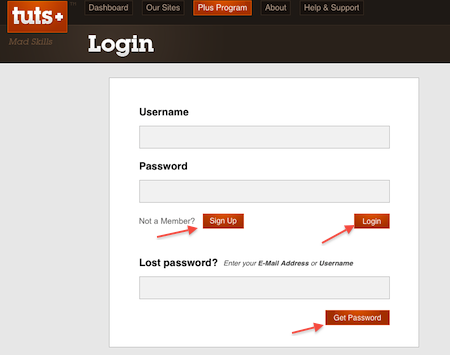 tuts+
Dashboard Our Sites Plus Program About Help & Support
Mad Skills
Login
Username
Password
Not a Member? Sign Up Login
Lost password? Enter your E-Mail Address or Username
Get Password